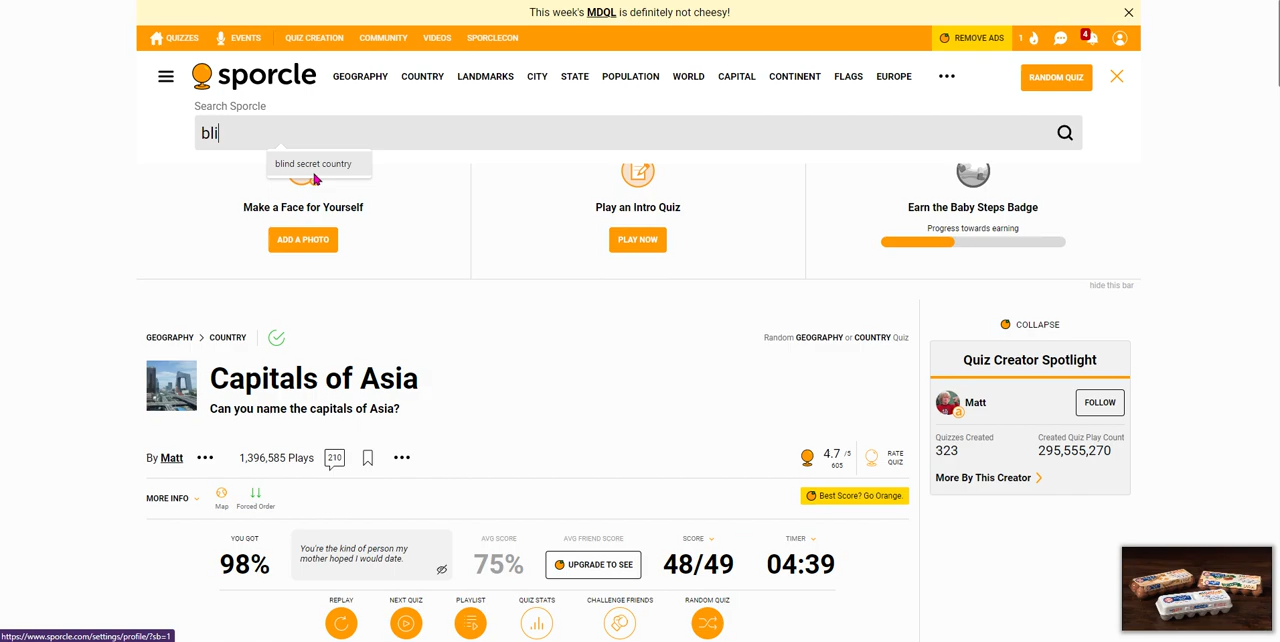 This week's MDQL is definitely not cheesy!
QUIZZES EVENTS QUIZ CREATION COMMUNITY VIDEOS SPORCLECON REMOVE ADS 1 4
sporcle GEOGRAPHY COUNTRY LANDMARKS CITY STATE POPULATION WORLD CAPITAL CONTINENT FLAGS EUROPE RANDOM QUIZ
Search Sporcle
bli
blind secret country
Make a Face for Yourself
ADD A PHOTO
Play an Intro Quiz
PLAY NOW
Earn the Baby Steps Badge
Progress towards earning
hide this bar
GEOGRAPHY COUNTRY
Random GEOGRAPHY or COUNTRY Quiz
Capitals of Asia
Can you name the capitals of Asia?
By Matt 1,396,585 Plays 210
4.7 /5
605
RATE
QUIZ
MORE INFO
Map
Forced Order
Best Score? Go Orange.
YOU GOT
98%
You're the kind of person my
mother hoped I would date.
AVG SCORE
75%
AVG FRIEND SCORE
UPGRADE TO SEE
SCORE
48/49
TIMER
04:39
REPLAY NEXT QUIZ PLAYLIST QUIZ STATS CHALLENGE FRIENDS RANDOM QUIZ
COLLAPSE
Quiz Creator Spotlight
Matt
FOLLOW
Quizzes Created
323
Created Quiz Play Count
295,555,270
More By This Creator
https://www.sporcle.com/settings/profile/?sb=1